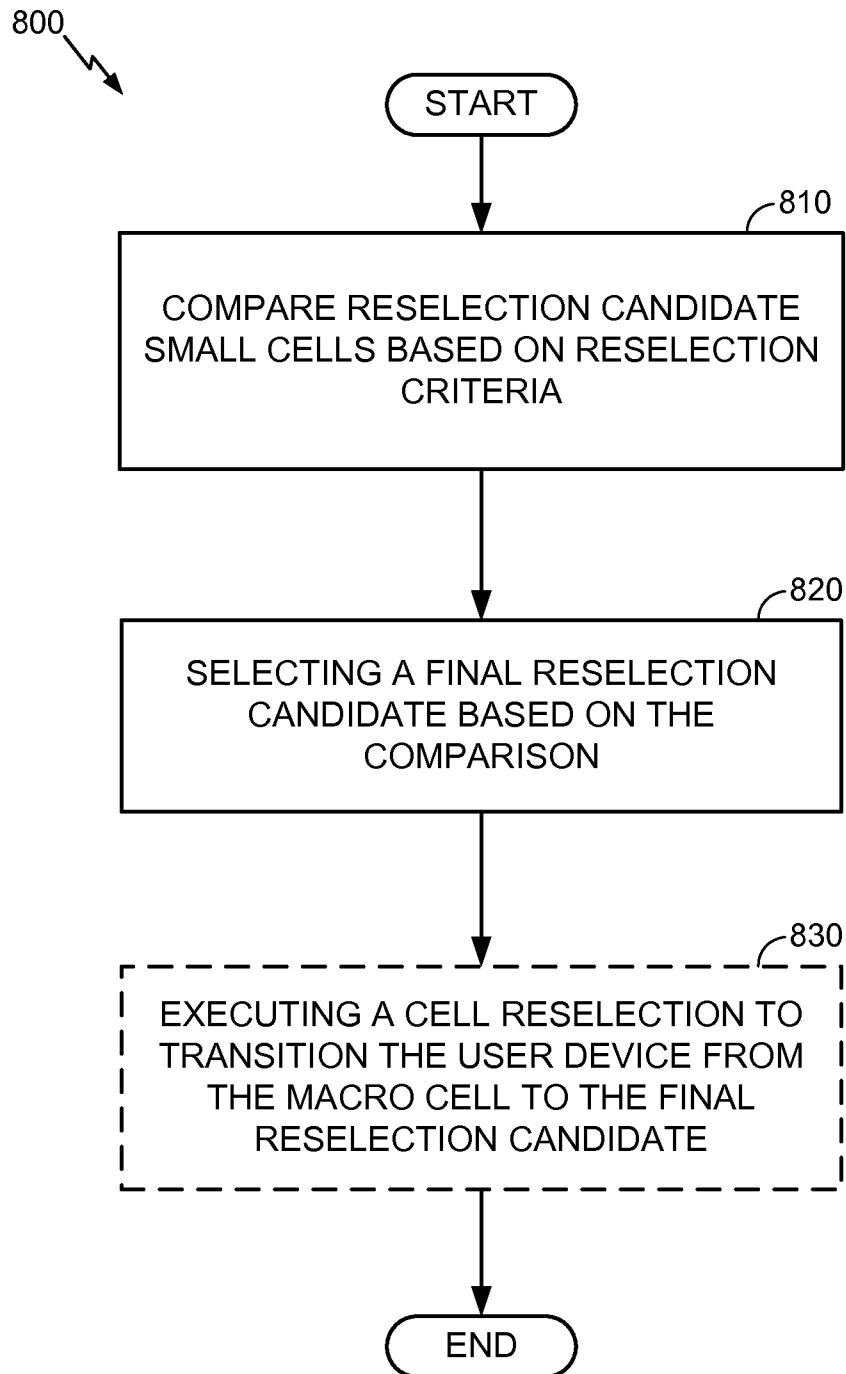 800
START
810
COMPARE RESELECTION CANDIDATE
SMALL CELLS BASED ON RESELECTION
CRITERIA
820
SELECTING A FINAL RESELECTION
CANDIDATE BASED ON THE
COMPARISON
830
EXECUTING A CELL RESELECTION TO
TRANSITION THE USER DEVICE FROM
THE MACRO CELL TO THE FINAL
RESELECTION CANDIDATE
END